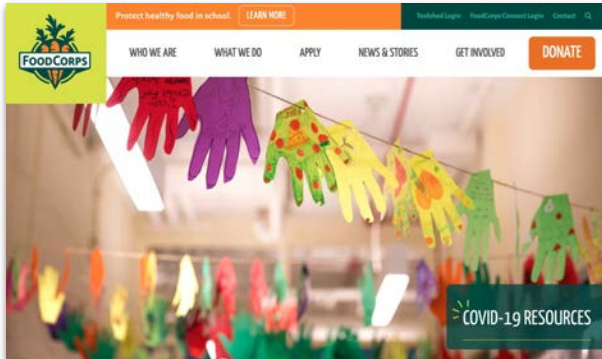 Protect healthy food in school. LEARN MORE
Toolshed Login FoodCorps Connect Login Contact
FOODCORPS
WHO WE ARE WHAT WE DO APPLY NEWS & STORIES GET INVOLVED DONATE
COVID-19 RESOURCES